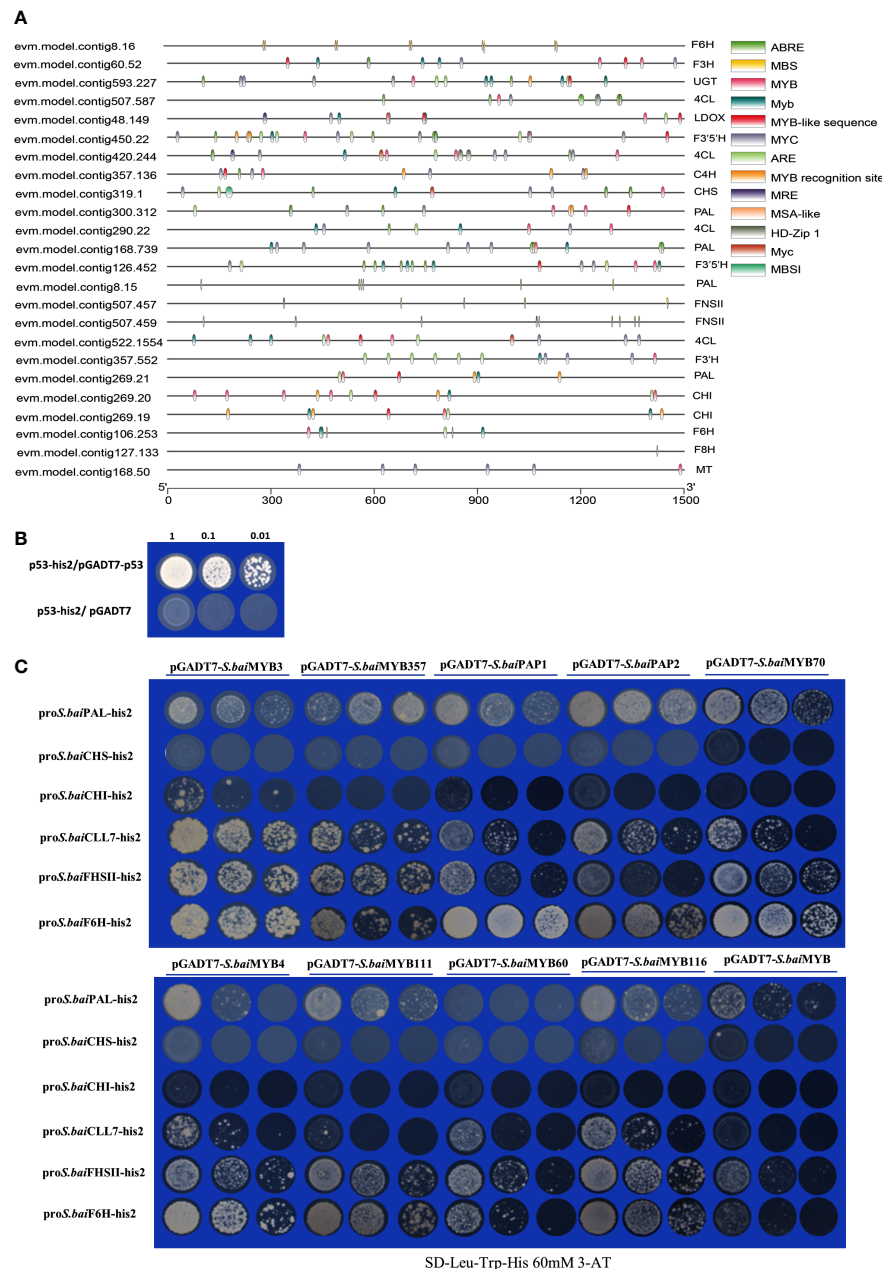 A
evm.model.contig8.16 F6H
evm.model.contig60.52 F3H
evm.model.contig593.227 UGT
evm.model.contig507.587 4CL
evm.model.contig48.149 LDOX
evm.model.contig450.22 F3'5'H
evm.model.contig420.244 4CL
evm.model.contig357.136 C4H
evm.model.contig319.1 CHS
evm.model.contig300.312 PAL
evm.model.contig290.22 4CL
evm.model.contig168.739 PAL
evm.model.contig126.452 F3'5'H
evm.model.contig8.15 PAL
evm.model.contig507.457 FNSII
evm.model.contig507.459 FNSII
evm.model.contig522.1554 4CL
evm.model.contig357.552 F3'H
evm.model.contig269.21 PAL
evm.model.contig269.20 CHI
evm.model.contig269.19 CHI
evm.model.contig106.253 F6H
evm.model.contig127.133 F8H
evm.model.contig168.50 MT
5' 3'
0 300 600 900 1200 1500
ABRE
MBS
MYB
Myb
MYB-like sequence
MYC
ARE
MYB recognition site
MRE
MSA-like
HD-Zip 1
Myc
MBSI
B
1 0.1 0.01
p53-his2/pGADT7-p53
p53-his2/ pGADT7
C
pGADT7-S.baiMYB3 pGADT7-S.baiMYB357 pGADT7-S.baiPAP1 pGADT7-S.baiPAP2 pGADT7-S.baiMYB70
proS.baiPAL-his2
proS.baiCHS-his2
proS.baiCHI-his2
proS.baiCLL7-his2
proS.baiFHSII-his2
proS.baiF6H-his2
pGADT7-S.baiMYB4 pGADT7-S.baiMYB111 pGADT7-S.baiMYB60 pGADT7-S.baiMYB116 pGADT7-S.baiMYB
proS.baiPAL-his2
proS.baiCHS-his2
proS.baiCHI-his2
proS.baiCLL7-his2
proS.baiFHSII-his2
proS.baiF6H-his2
SD-Leu-Trp-His 60mM 3-AT